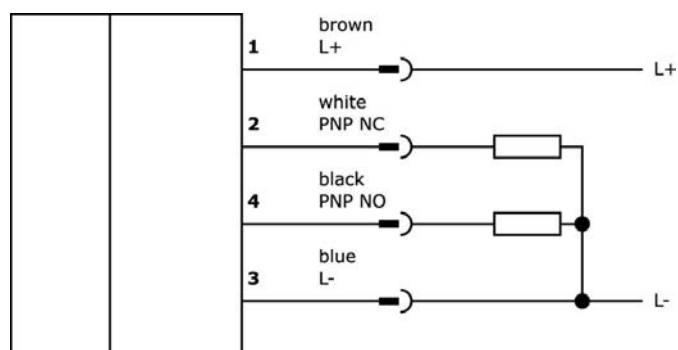 brown
1 L+
L+
white
2 PNP NC
black
4 PNP NO
blue
3 L-
L-